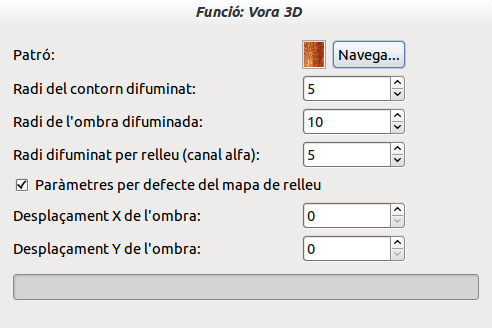 Funció: Vora 3D
Patró:
Navega...
Radi del contorn difuminat:
5
Radi de l'ombra difuminada:
10
Radi difuminat per relleu (canal alfa):
5
Paràmetres per defecte del mapa de relleu
Desplaçament X de l'ombra:
0
Desplaçament Y de l'ombra:
0